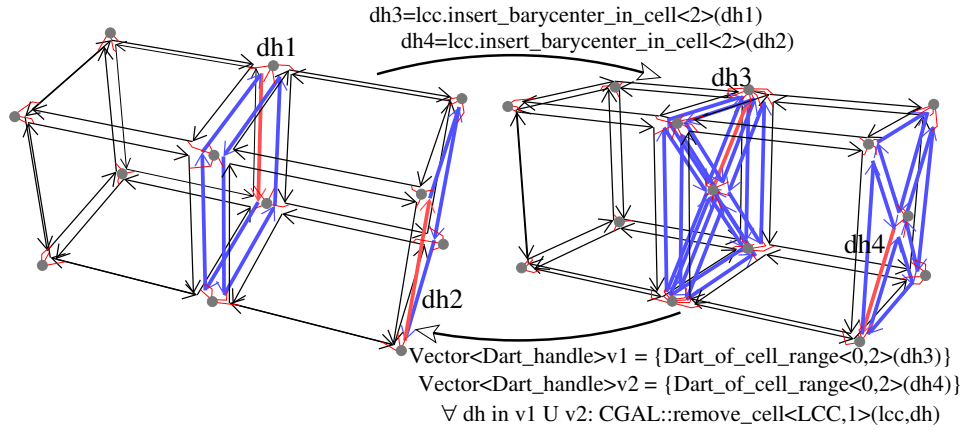 dh3=lcc.insert_barycenter_in_cell<2>(dh1)
dh4=lcc.insert_barycenter_in_cell<2>(dh2)
dh1
dh3
dh4
dh2
Vector<Dart_handle>v1 = {Dart_of_cell_range<0,2>(dh3)}
Vector<Dart_handle>v2 = {Dart_of_cell_range<0,2>(dh4)}
∀ dh in v1 U v2: CGAL::remove_cell<LCC,1>(lcc,dh)